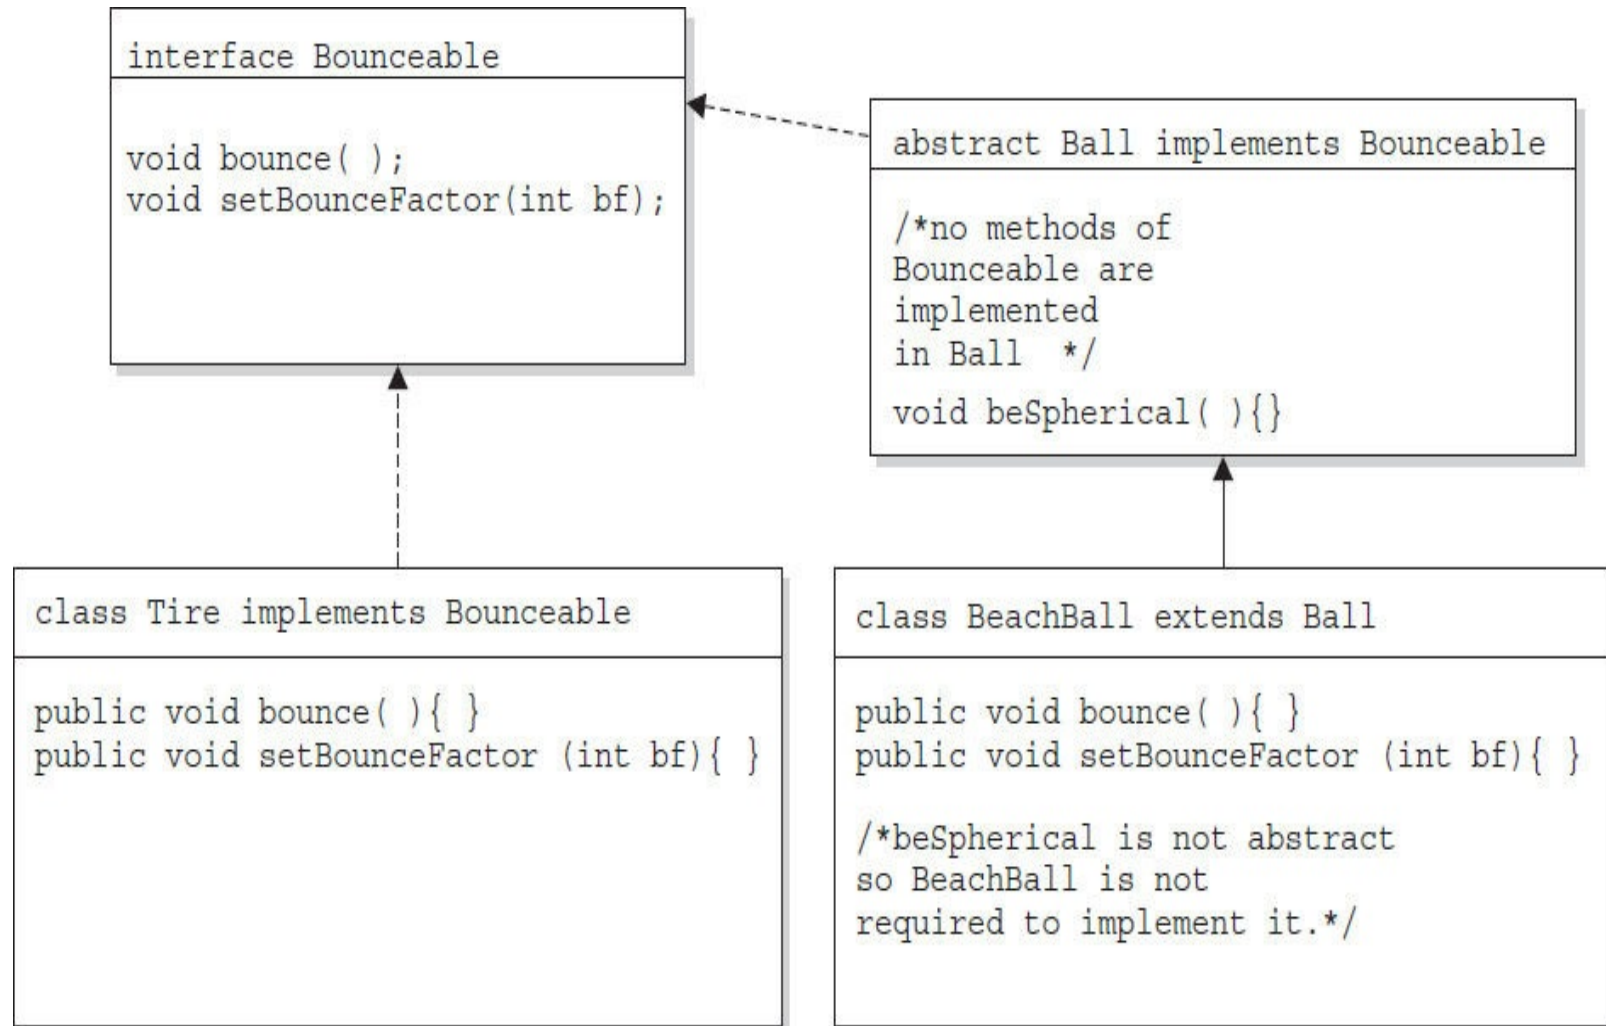 interface Bounceable
void bounce( );
void setBounceFactor(int bf);
abstract Ball implements Bounceable
/*no methods of
Bounceable are
implemented
in Ball  */
void beSpherical( ){}
class Tire implements Bounceable
public void bounce( ){ }
public void setBounceFactor (int bf){ }
class BeachBall extends Ball
public void bounce( ){ }
public void setBounceFactor (int bf){ }
/*beSpherical is not abstract
so BeachBall is not
required to implement it.*/